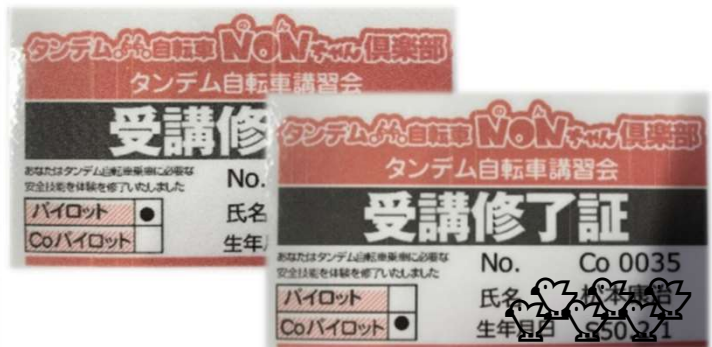 タンデム自転車NONちゃん倶楽部
タンデム自転車講習会
受講修
あなたはタンデム自転車乗車に必要な
安全技能を体験を修了いたしました
No.
パイロット ●
氏名
Coパイロット
生年
タンデム自転車NONちゃん倶楽部
タンデム自転車講習会
受講修了証
あなたはタンデム自転車乗車に必要な
安全技能を体験を修了いたしました
No. Co 0035
パイロット
氏名
Coパイロット ●
生年月日 S50